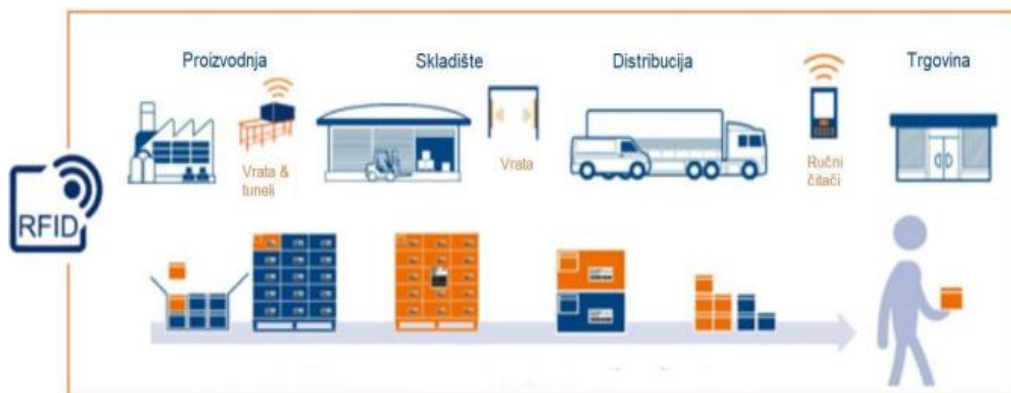 Proizvodnja
Skladište
Distribucija
Trgovina
Vrata &
tuneli
Vrata
Ručni
čitači
RFID